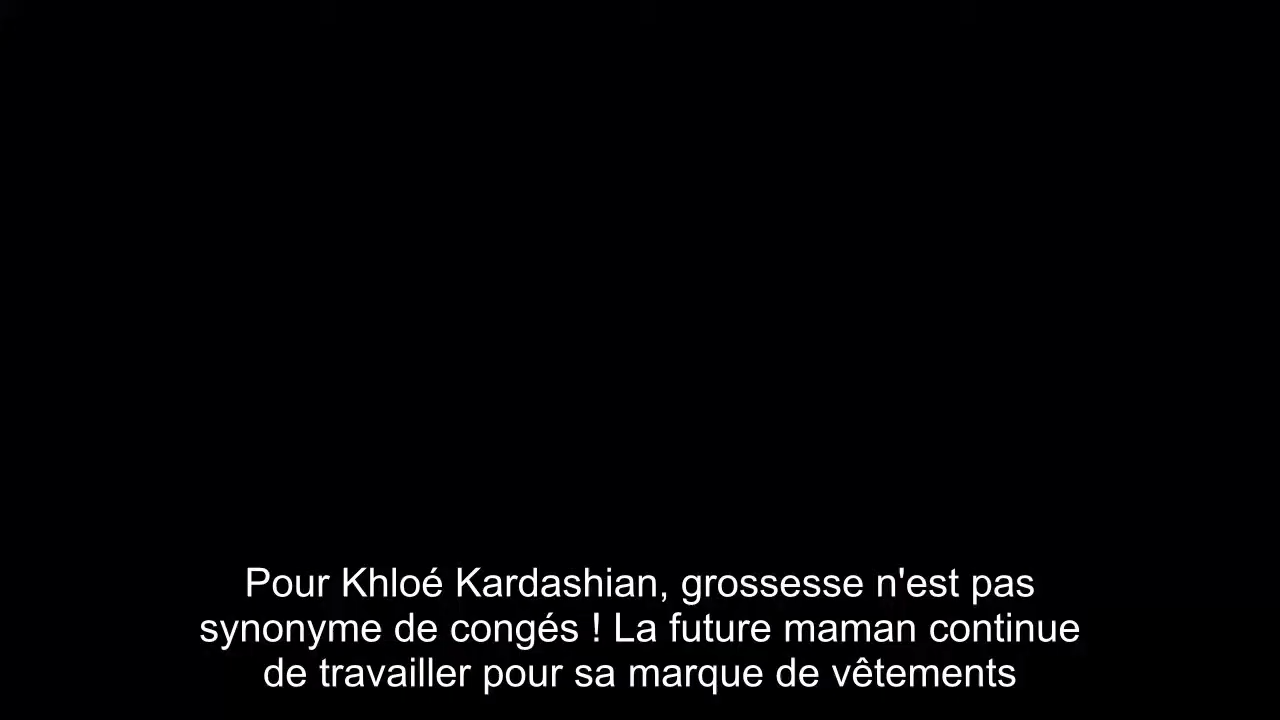 Pour Khloé Kardashian, grossesse n'est pas
synonyme de congés ! La future maman continue
de travailler pour sa marque de vêtements